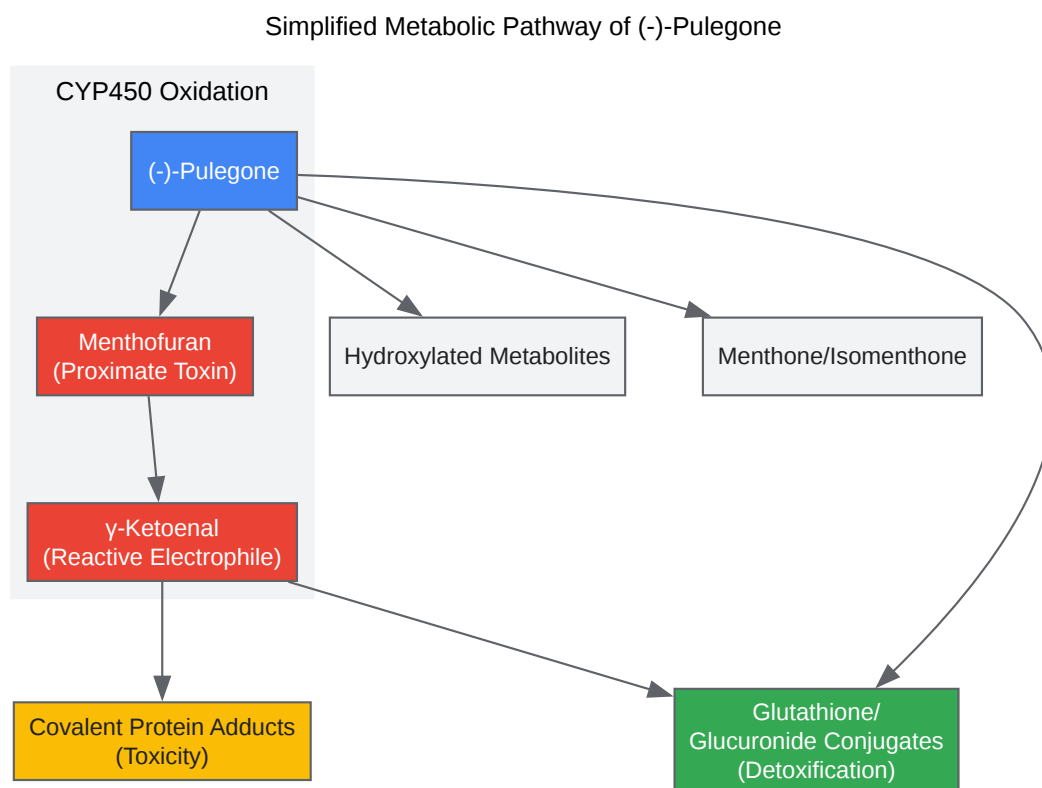 Simplified Metabolic Pathway of (-)-Pulegone
CYP450 Oxidation
(-)-Pulegone
Menthofuran
(Proximate Toxin)
Hydroxylated Metabolites
Menthone/Isomenthone
γ-Ketoenal
(Reactive Electrophile)
Covalent Protein Adducts
(Toxicity)
Glutathione/
Glucuronide Conjugates
(Detoxification)